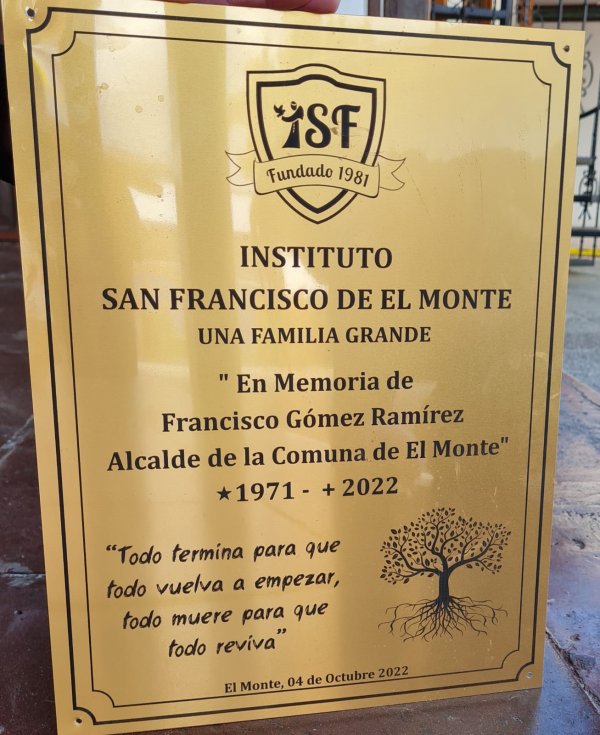 ISF
Fundado 1981
INSTITUTO
SAN FRANCISCO DE EL MONTE
UNA FAMILIA GRANDE
" En Memoria de
Francisco Gómez Ramírez
Alcalde de la Comuna de El Monte"
★1971 - + 2022
“Todo termina para que
todo vuelva a empezar,
todo muere para que
todo reviva”
El Monte, 04 de Octubre 2022